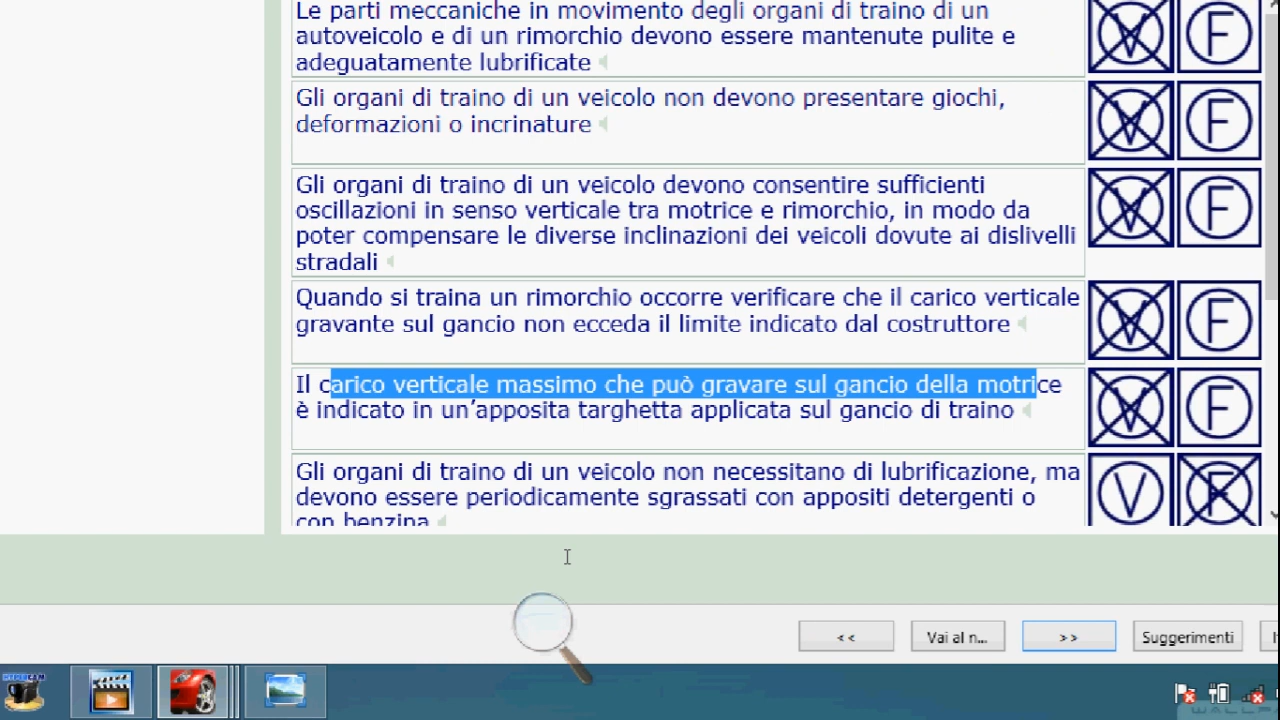 Le parti meccaniche in movimento degli organi di traino di un
autoveicolo e di un rimorchio devono essere mantenute pulite e
adeguatamente lubrificate
V F
Gli organi di traino di un veicolo non devono presentare giochi,
deformazioni o incrinature
V F
Gli organi di traino di un veicolo devono consentire sufficienti
oscillazioni in senso verticale tra motrice e rimorchio, in modo da
poter compensare le diverse inclinazioni dei veicoli dovute ai dislivelli
stradali
V F
Quando si traina un rimorchio occorre verificare che il carico verticale
gravante sul gancio non ecceda il limite indicato dal costruttore
V F
Il carico verticale massimo che può gravare sul gancio della motrice
è indicato in un’apposita targhetta applicata sul gancio di traino
V F
Gli organi di traino di un veicolo non necessitano di lubrificazione, ma
devono essere periodicamente sgrassati con appositi detergenti o
con benzina
V F
<< Vai al n... >> Suggerimenti